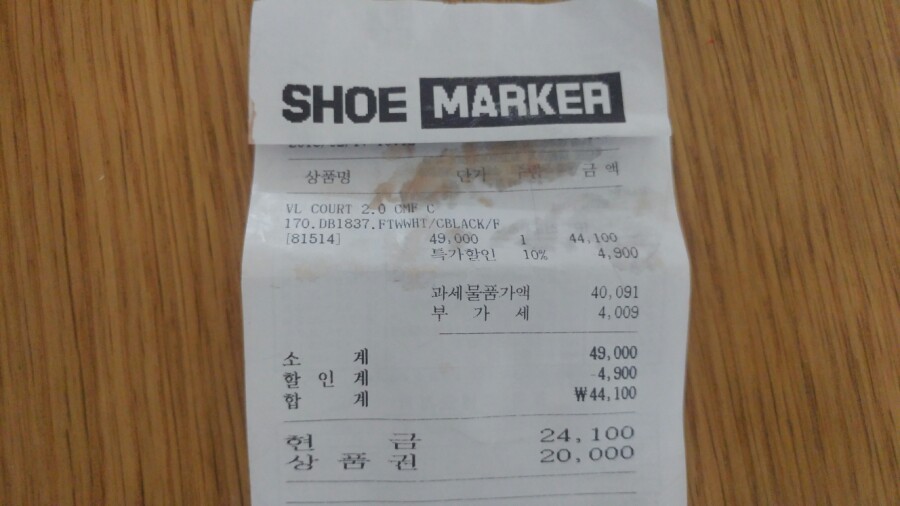 SHOE MARKER
상품명 단가 금액
VL COURT 2.0 CMF C
170.DB1837.FTWWHT/CBLACK/F
[81514] 49,000 1 44,100
특가할인 10% 4,900
과세물품가액 40,091
부 가 세 4,009
소 계 49,000
할 인 계 -4,900
합 계 ₩44,100
현 금 24,100
상 품 권 20,000